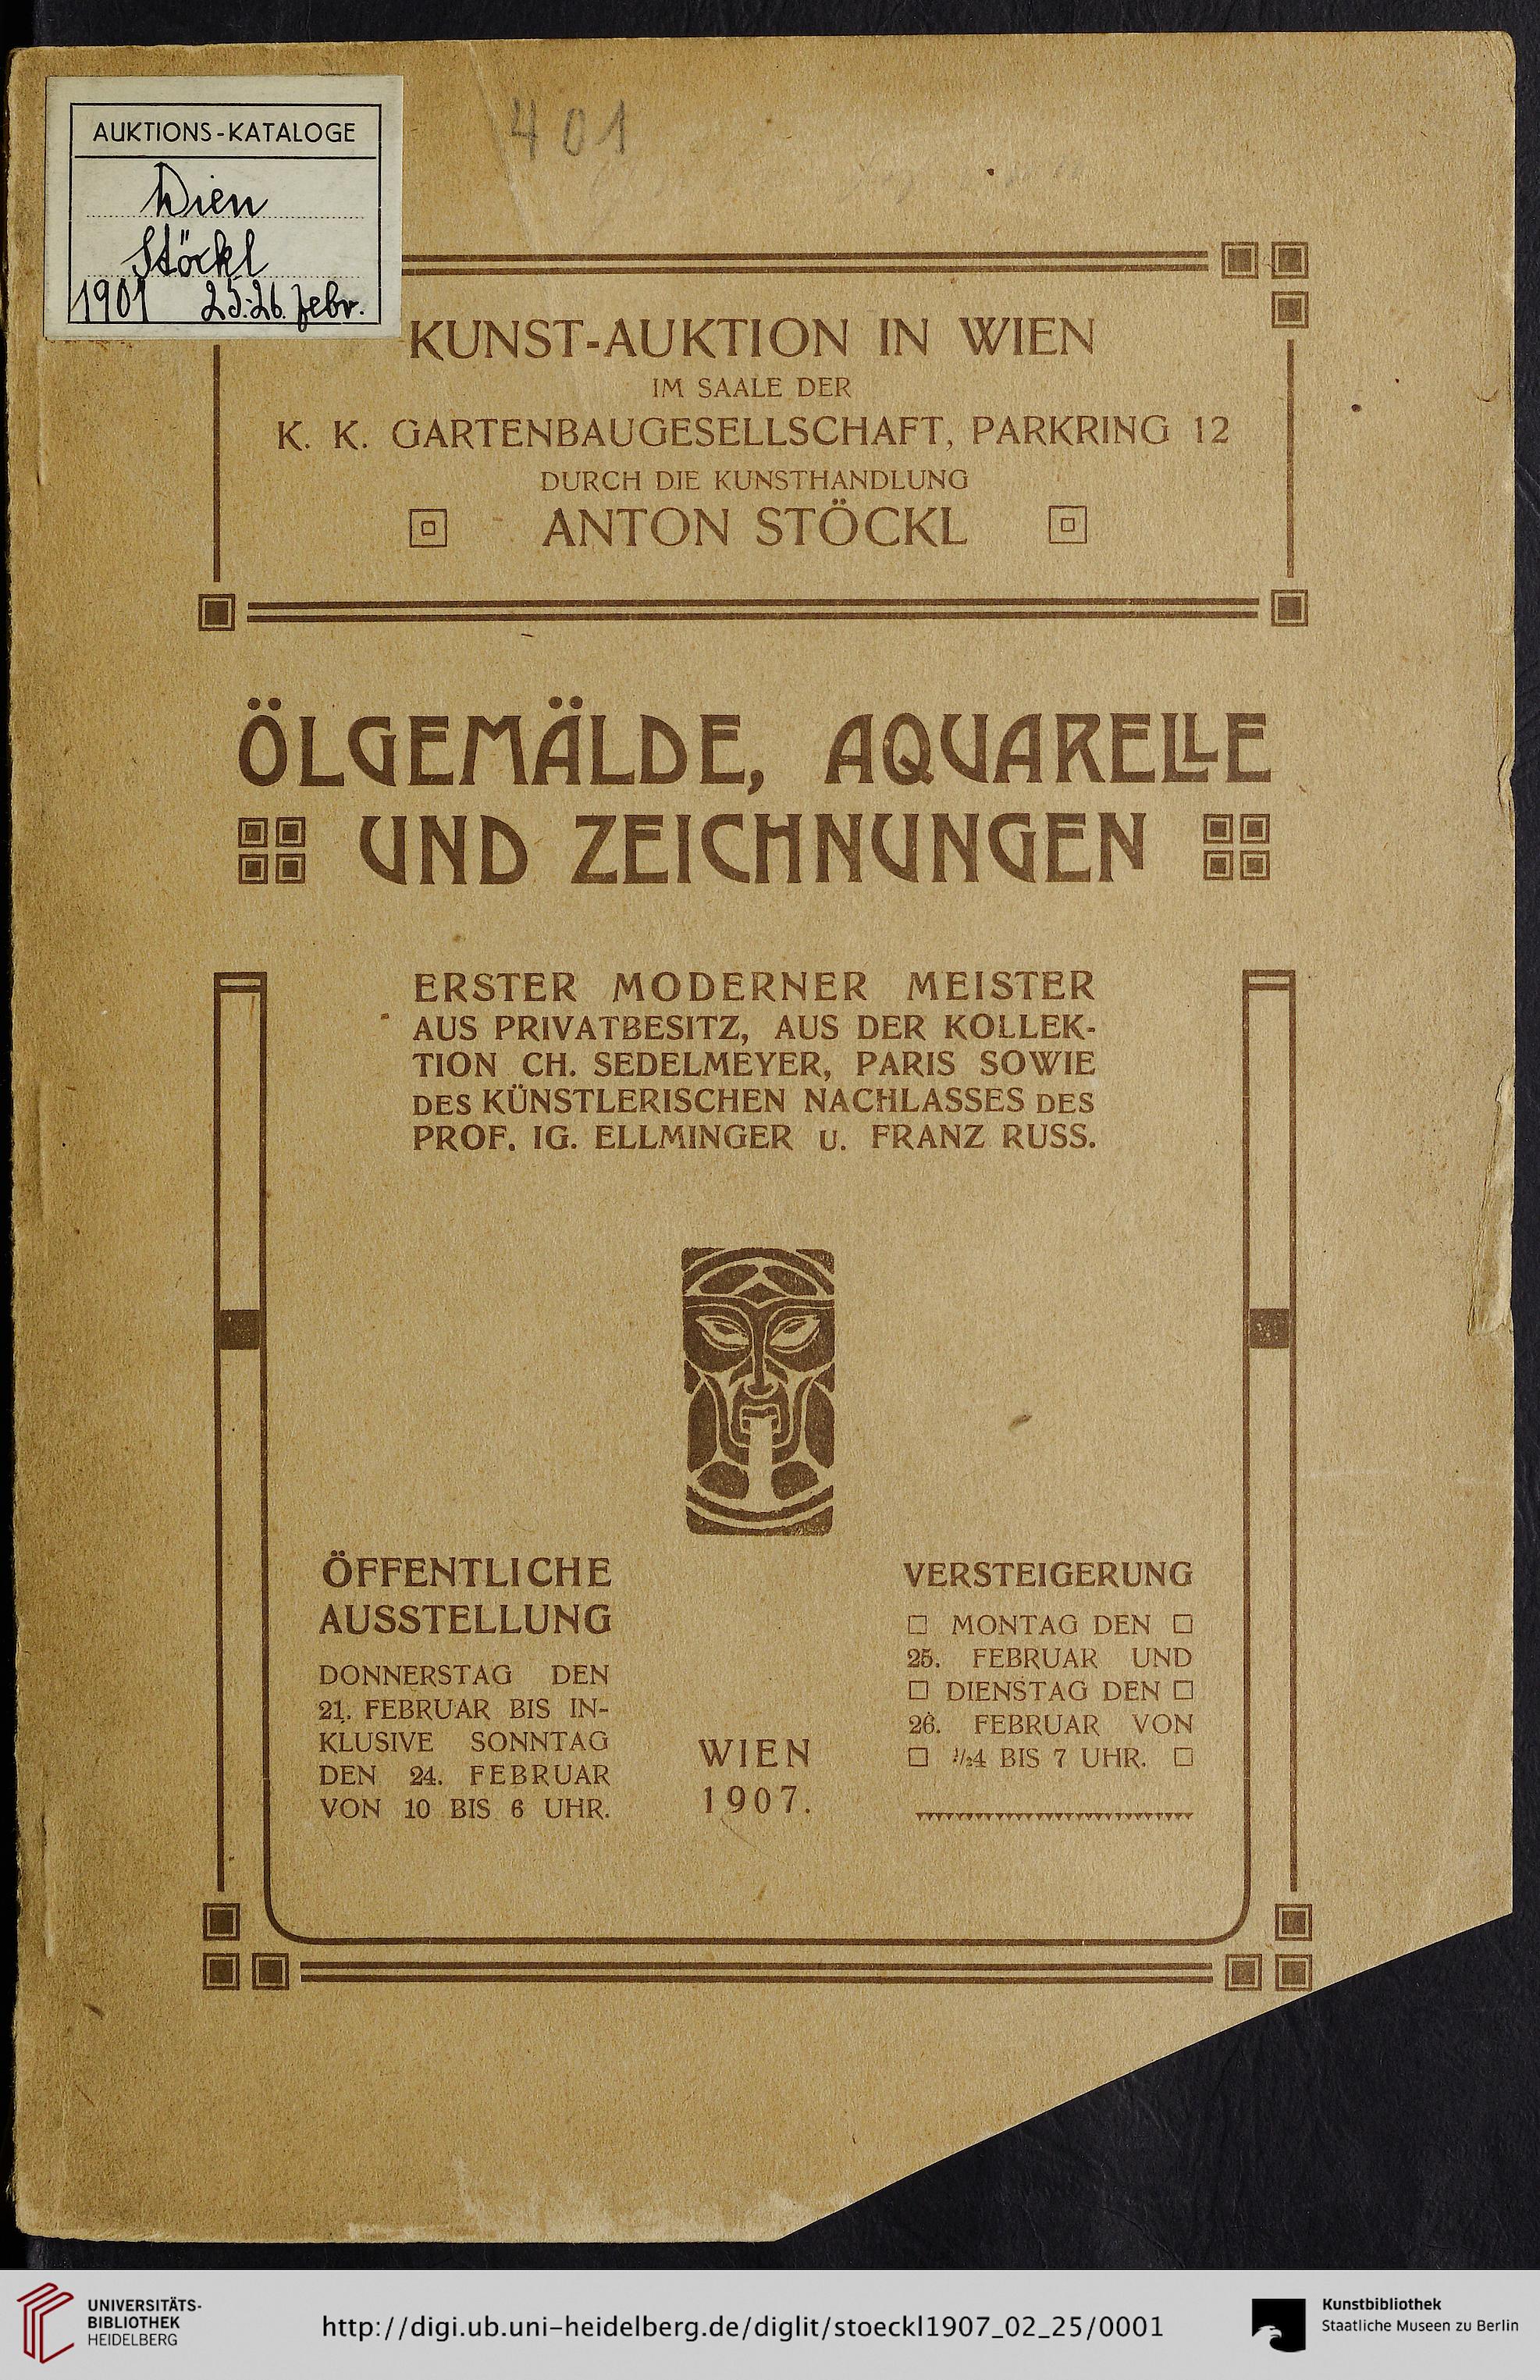 AUKTIONS-KATALOGE
Wien
Stöckl
1907 25.-26. Febr.
401
KUNST-AUKTION IN WIEN
IM SAALE DER
K. K. GARTENBAUGESELLSCHAFT, PARKRING 12
DURCH DIE KUNSTHANDLUNG
ANTON STÖCKL
ÖLGEMÄLDE, AQUARELLE
UND ZEICHNUNGEN
ERSTER MODERNER MEISTER
AUS PRIVATBESITZ, AUS DER KOLLEK-
TION CH. SEDELMEYER, PARIS SOWIE
DES KÜNSTLERISCHEN NACHLASSES DES
PROF. IG. ELLMINGER U. FRANZ RUSS.
ÖFFENTLICHE
AUSSTELLUNG
DONNERSTAG DEN
21. FEBRUAR BIS IN-
KLUSIVE SONNTAG
DEN 24. FEBRUAR
VON 10 BIS 6 UHR.
WIEN
1907.
VERSTEIGERUNG
MONTAG DEN
25. FEBRUAR UND
DIENSTAG DEN
26. FEBRUAR VON
1/24 BIS 7 UHR.
UNIVERSITÄTS-
BIBLIOTHEK
HEIDELBERG
http://digi.ub.uni-heidelberg.de/diglit/stoeckl1907_02_25/0001
Kunstbibliothek
Staatliche Museen zu Berlin